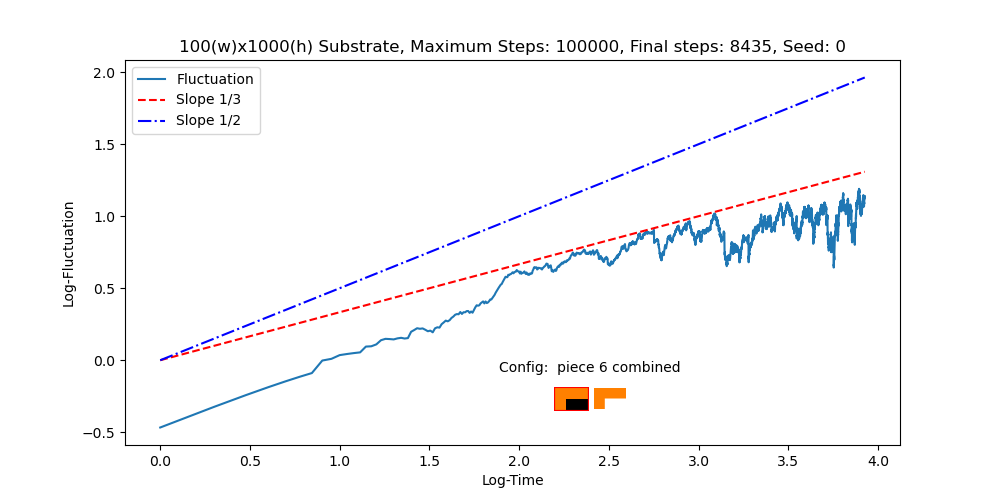 100(w)x1000(h) Substrate, Maximum Steps: 100000, Final steps: 8435, Seed: 0
2.0
1.5
1.0
0.5
0.0
−0.5
Log-Fluctuation
Fluctuation
Slope 1/3
Slope 1/2
Config:  piece 6 combined
0.0 0.5 1.0 1.5 2.0 2.5 3.0 3.5 4.0
Log-Time